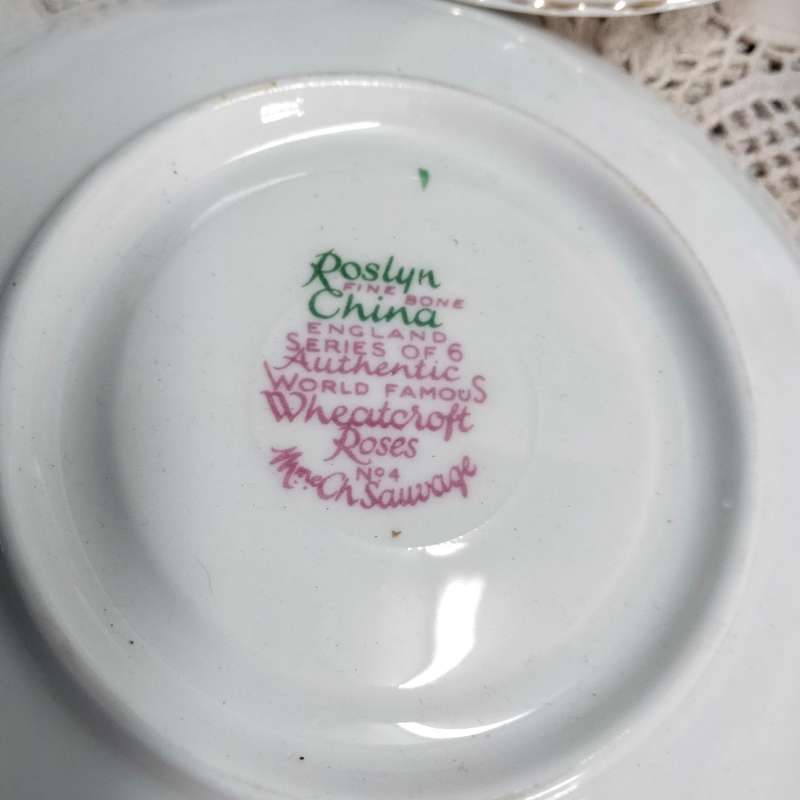 Roslyn
FINE BONE
China
ENGLAND
SERIES OF 6
Authentic
WORLD FAMOUS
Wheatcroft
Roses
No 4
Mme Ch Sauvage